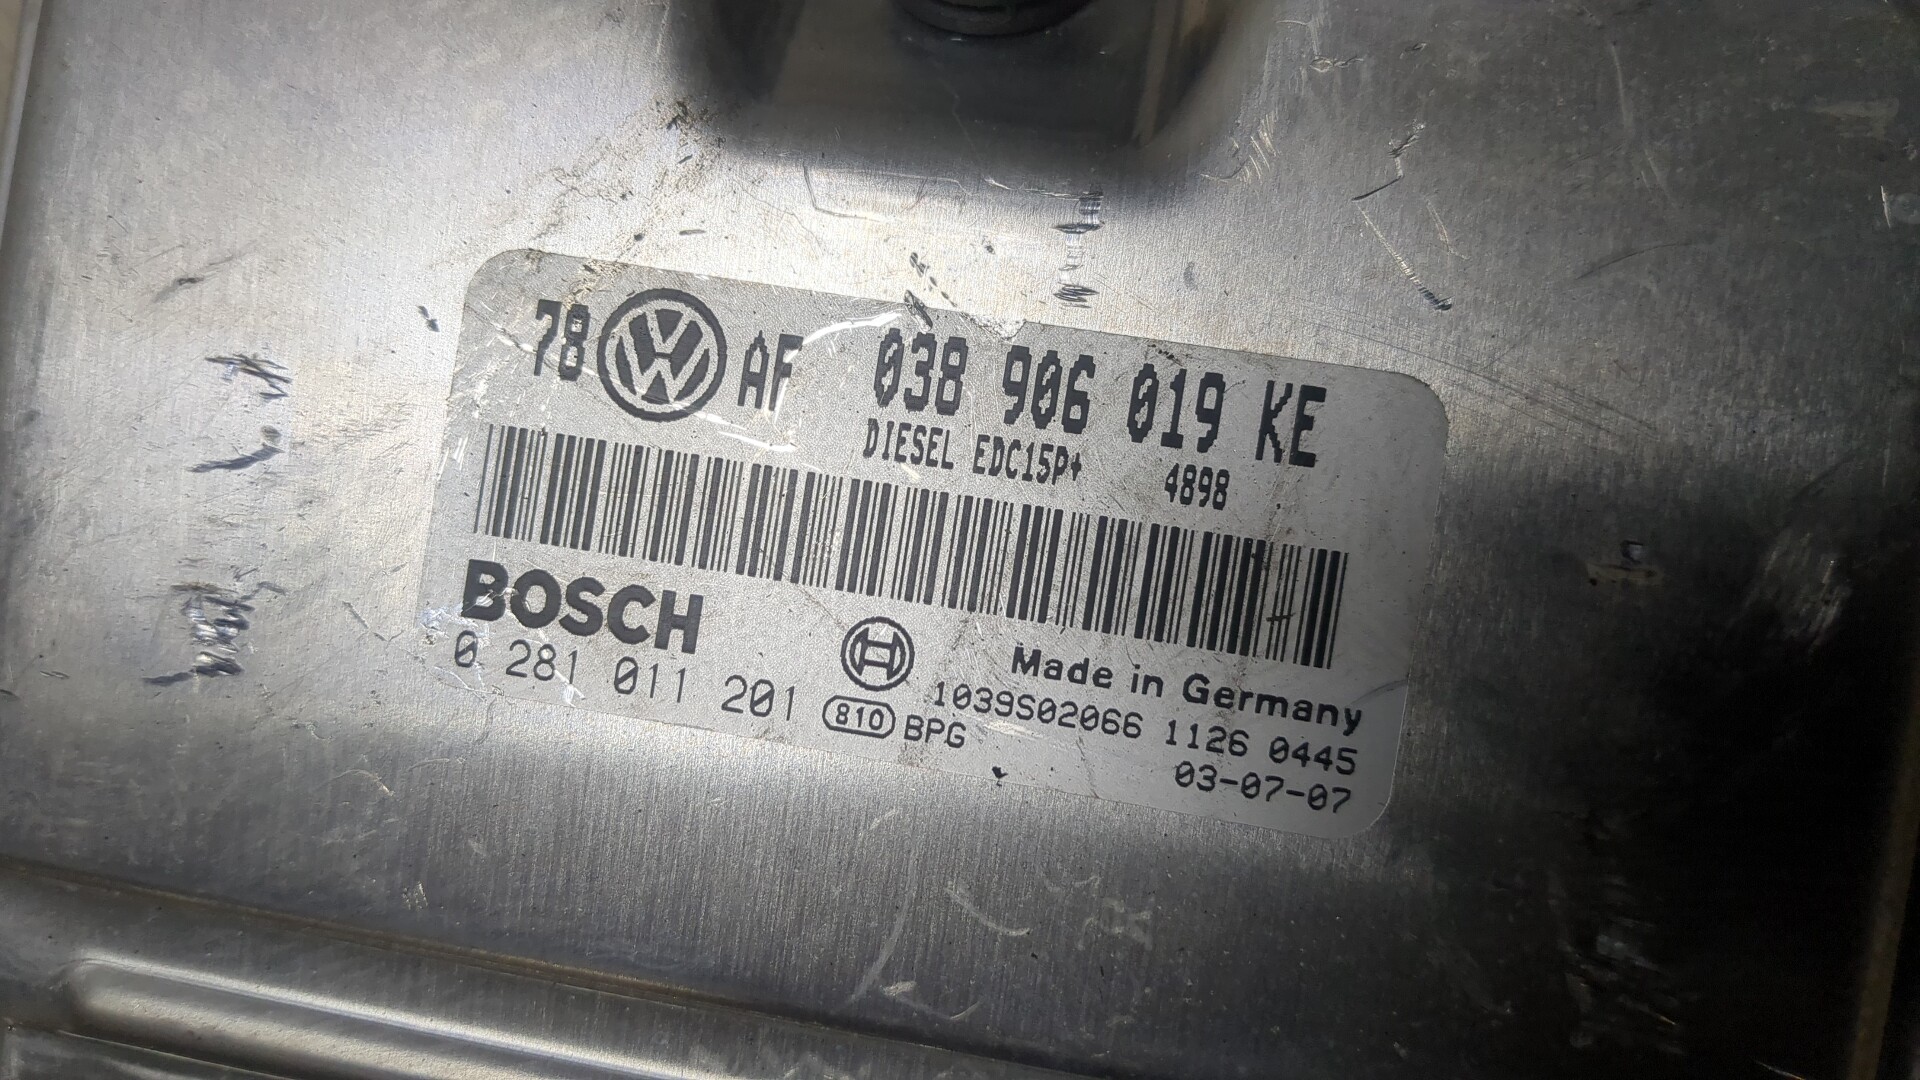 78 VW AF 038 906 019 KE
DIESEL EDC15P+ 4898
BOSCH
0 281 011 201
Made in Germany
810 BPG
1039S02066 1126 0445
03-07-07